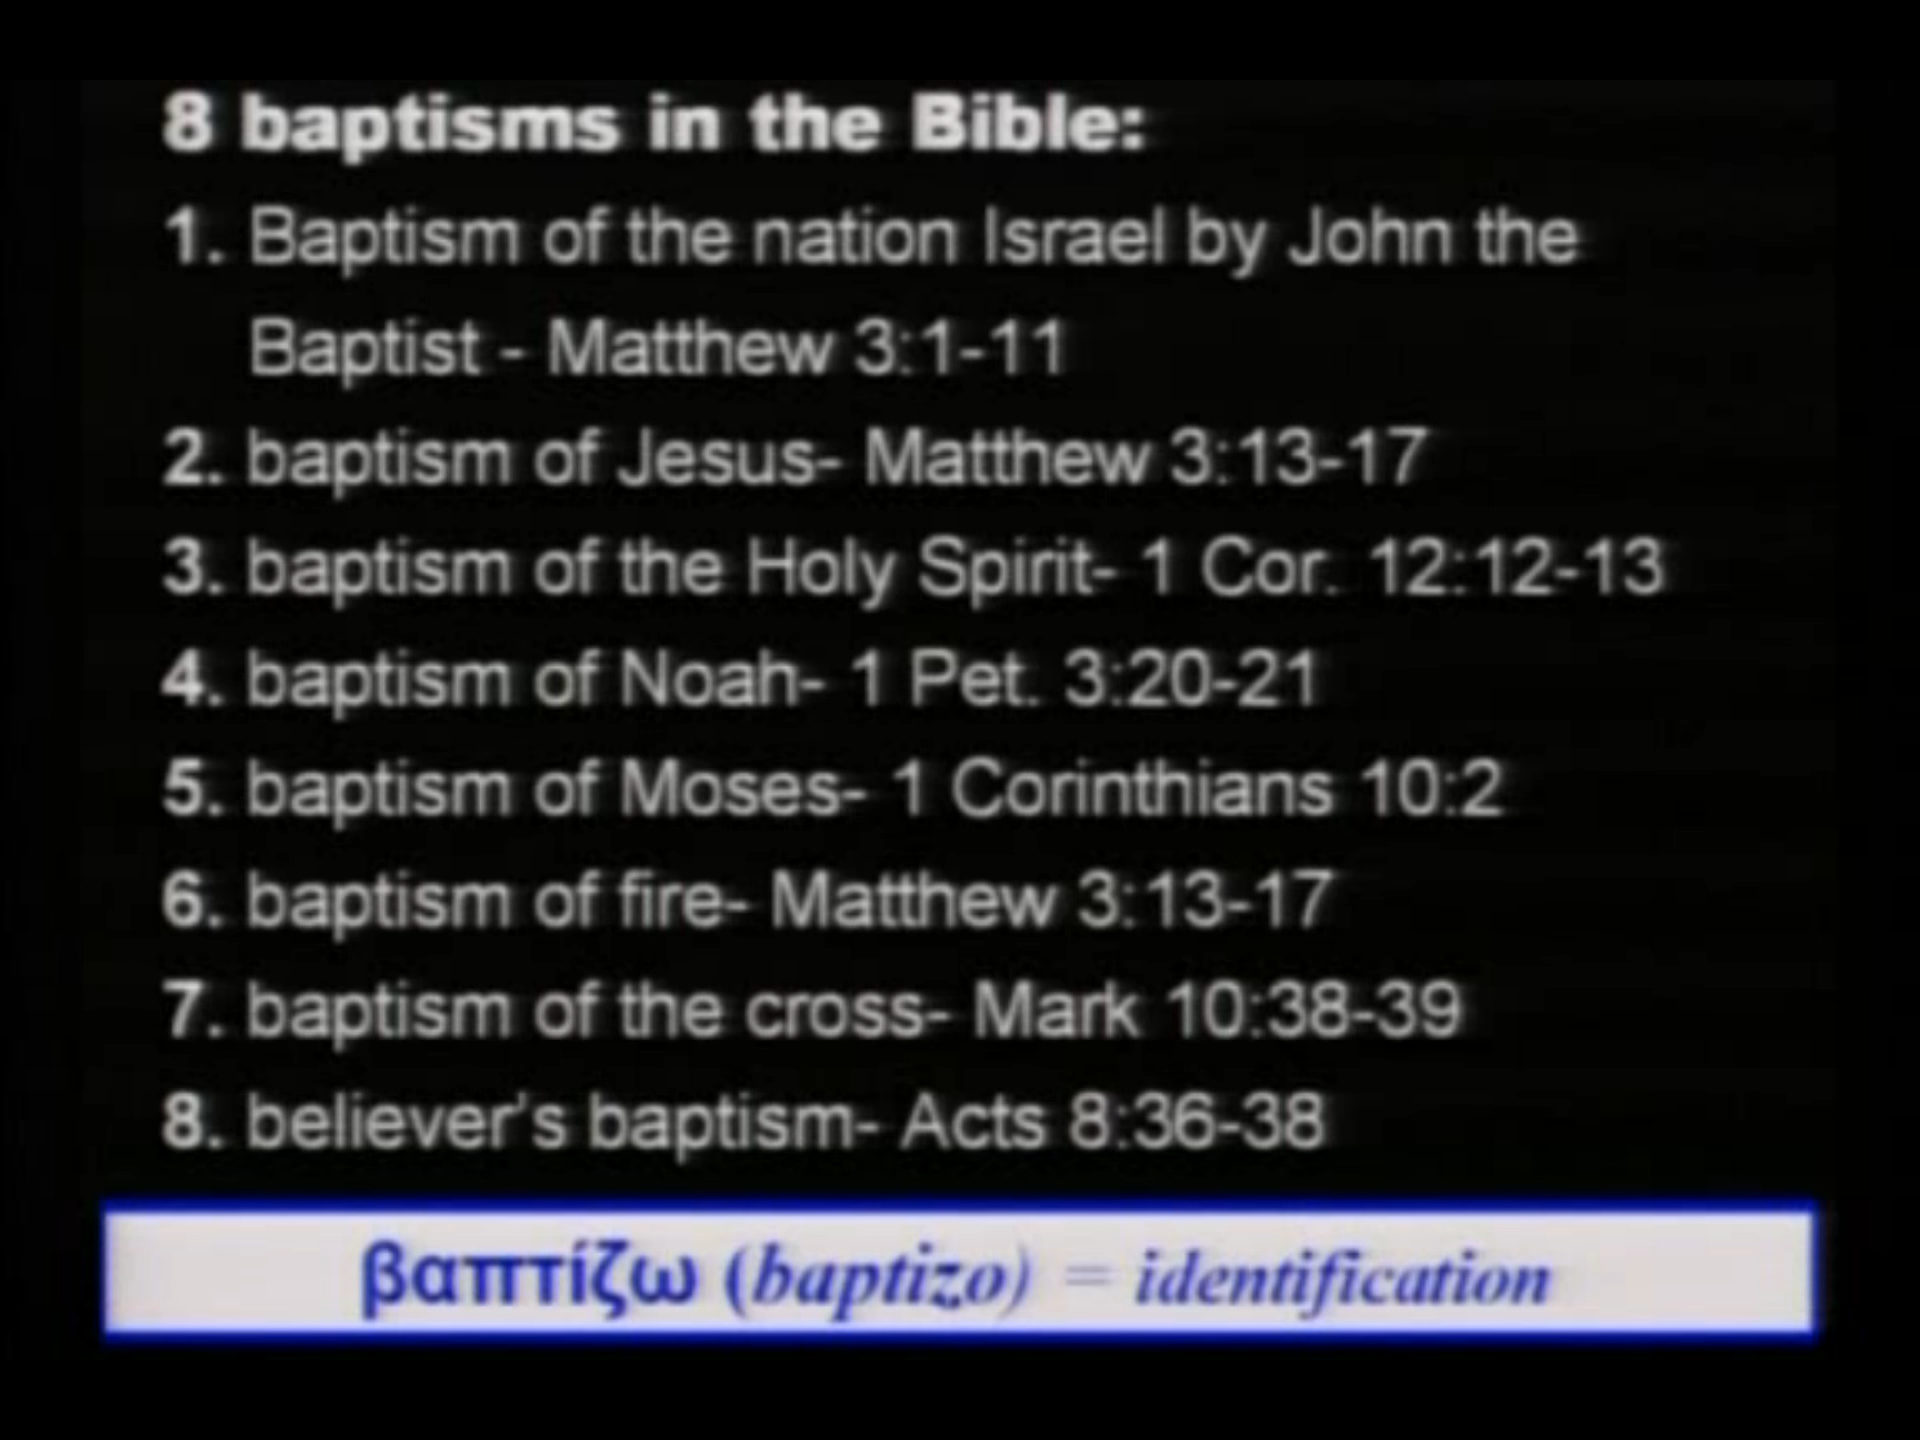 8 baptisms in the Bible:
1. Baptism of the nation Israel by John the
Baptist - Matthew 3:1-11
2. baptism of Jesus- Matthew 3:13-17
3. baptism of the Holy Spirit- 1 Cor. 12:12-13
4. baptism of Noah- 1 Pet. 3:20-21
5. baptism of Moses- 1 Corinthians 10:2
6. baptism of fire- Matthew 3:13-17
7. baptism of the cross- Mark 10:38-39
8. believer's baptism- Acts 8:36-38
βαπτίζω (baptizo) = identification